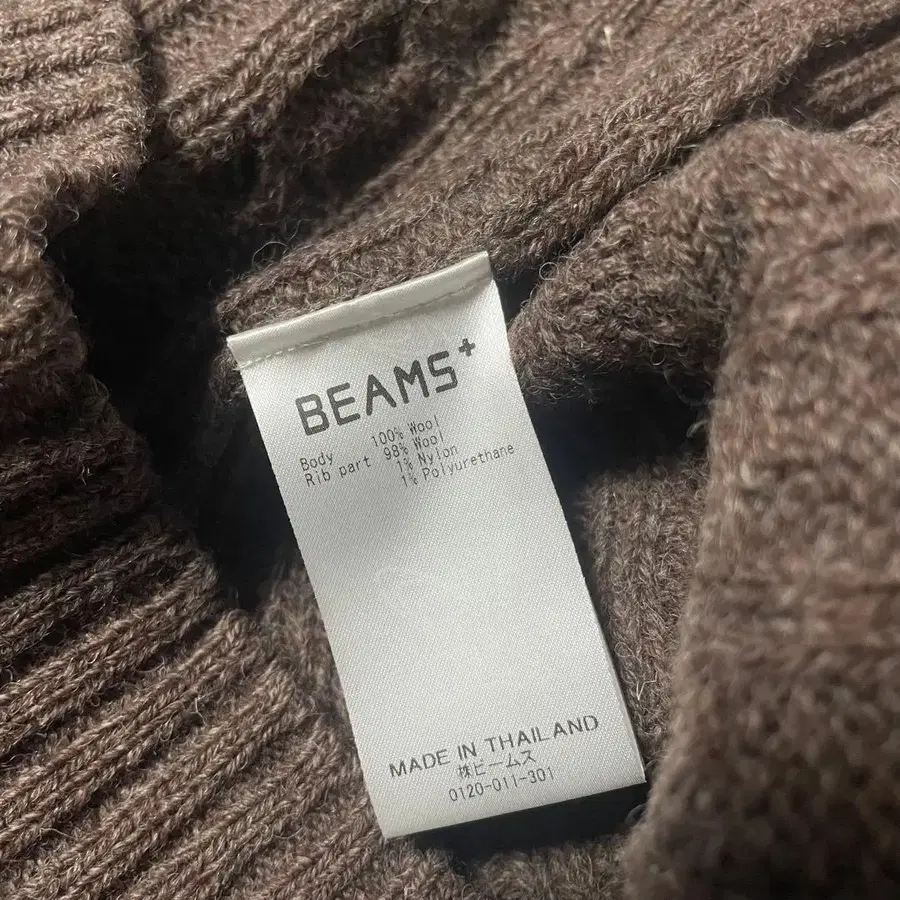 BEAMS+
Body 100% Wool
Rib part 98% Wool
1% Nylon
1% Polyurethane
MADE IN THAILAND
㈱ビームス
0120-011-301